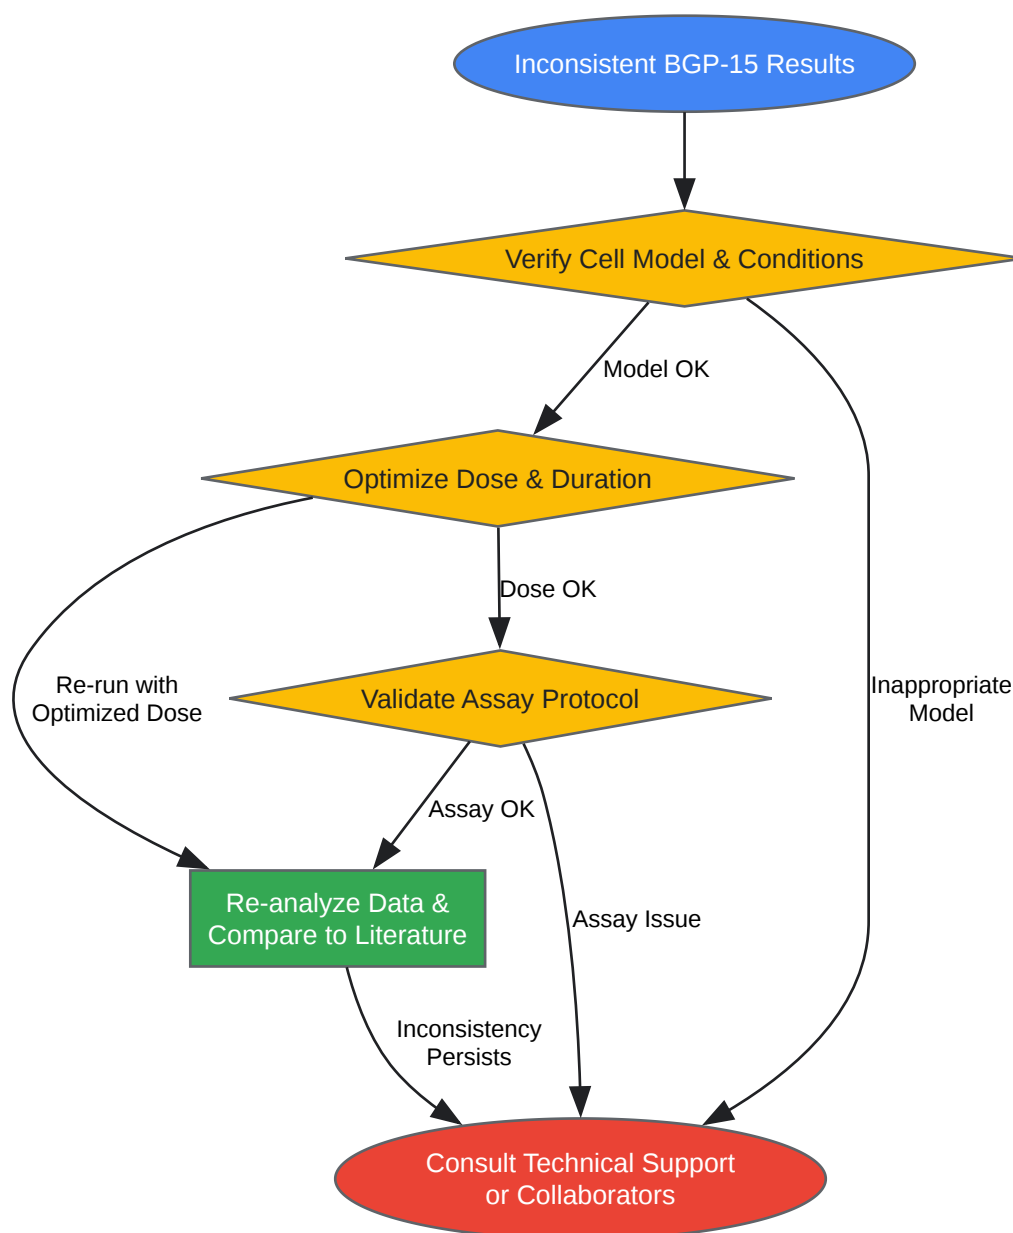 Inconsistent BGP-15 Results
Verify Cell Model & Conditions
Model OK
Optimize Dose & Duration
Dose OK
Re-run with
Optimized Dose
Validate Assay Protocol
Inappropriate
Model
Assay OK
Re-analyze Data &
Compare to Literature
Assay Issue
Inconsistency
Persists
Consult Technical Support
or Collaborators